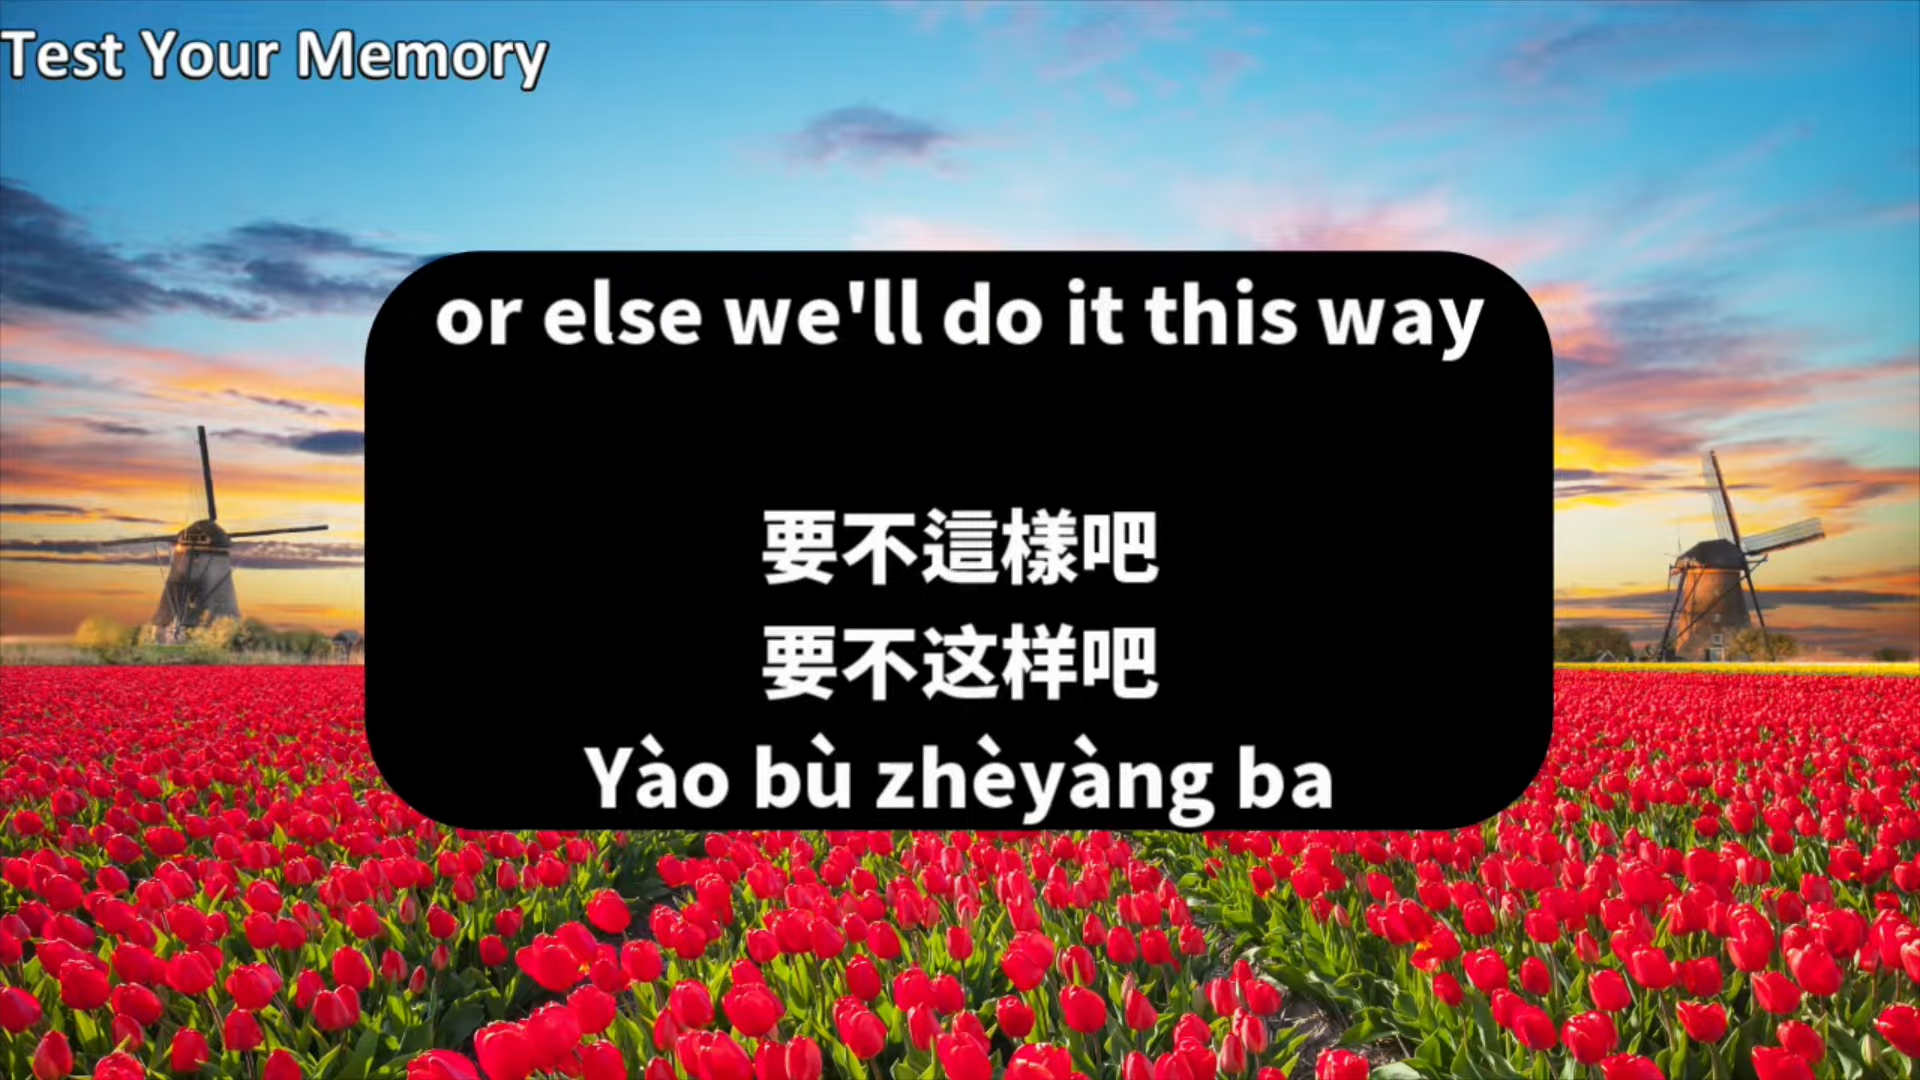 Test Your Memory
or else we'll do it this way
要不這樣吧
要不这样吧
Yào bù zhèyàng ba